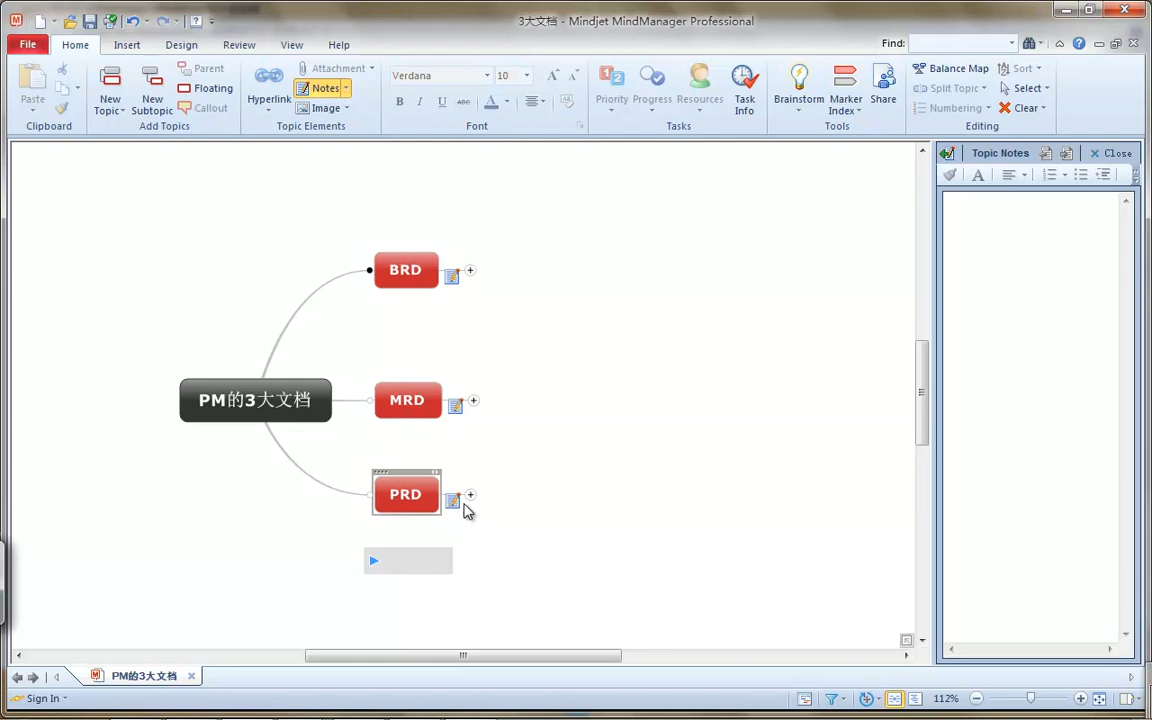 3大文档 - Mindjet MindManager Professional
File Home Insert Design Review View Help Find:
Paste
Clipboard
New Topic
New Subtopic
Parent
Floating
Callout
Add Topics
Hyperlink
Attachment
Notes
Image
Topic Elements
Verdana 10
B I U abc A
Font
Priority
Progress
Resources
Task Info
Tasks
Brainstorm
Marker Index
Share
Tools
Balance Map
Sort
Split Topic
Select
Numbering
Clear
Editing
Topic Notes Close
A
BRD
PM的3大文档
MRD
PRD
PM的3大文档
Sign In 112%